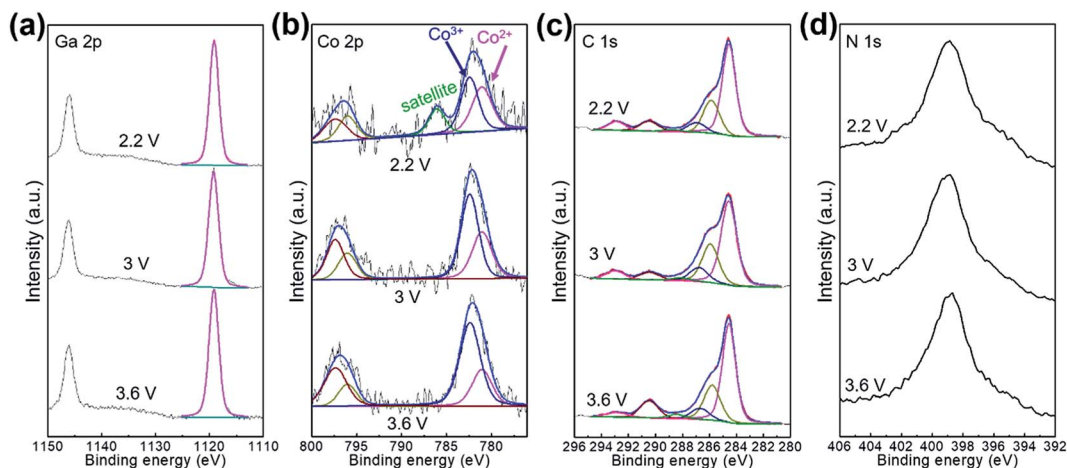 (a)
Ga 2p
2.2 V
3 V
3.6 V
Intensity (a.u.)
1150 1140 1130 1120 1110
Binding energy (eV)
(b)
Co 2p
Co3+
Co2+
satellite
2.2 V
3 V
3.6 V
Intensity (a.u.)
800 795 790 785 780
Binding energy (eV)
(c)
C 1s
2.2 V
3 V
3.6 V
Intensity (a.u.)
296 294 292 290 288 286 284 282 280
Binding energy (eV)
(d)
N 1s
2.2 V
3 V
3.6 V
Intensity (a.u.)
406 404 402 400 398 396 394 392
Binding energy (eV)